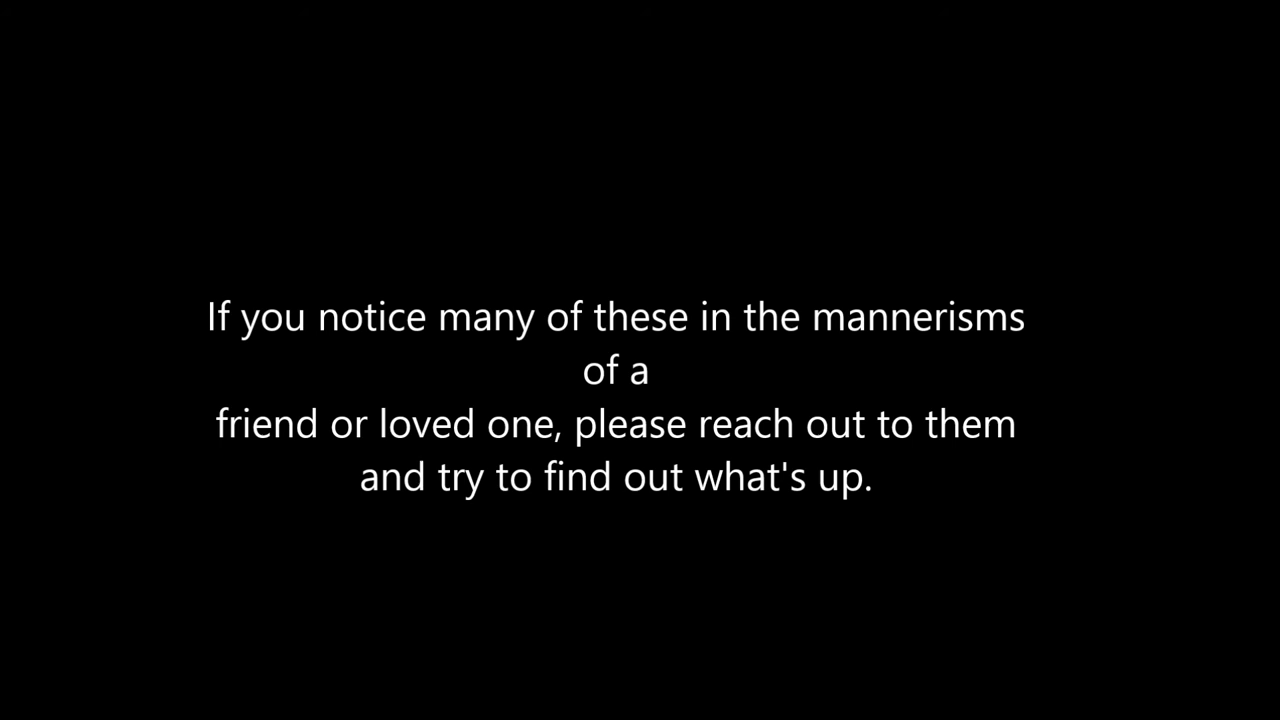 If you notice many of these in the mannerisms
of a
friend or loved one, please reach out to them
and try to find out what's up.